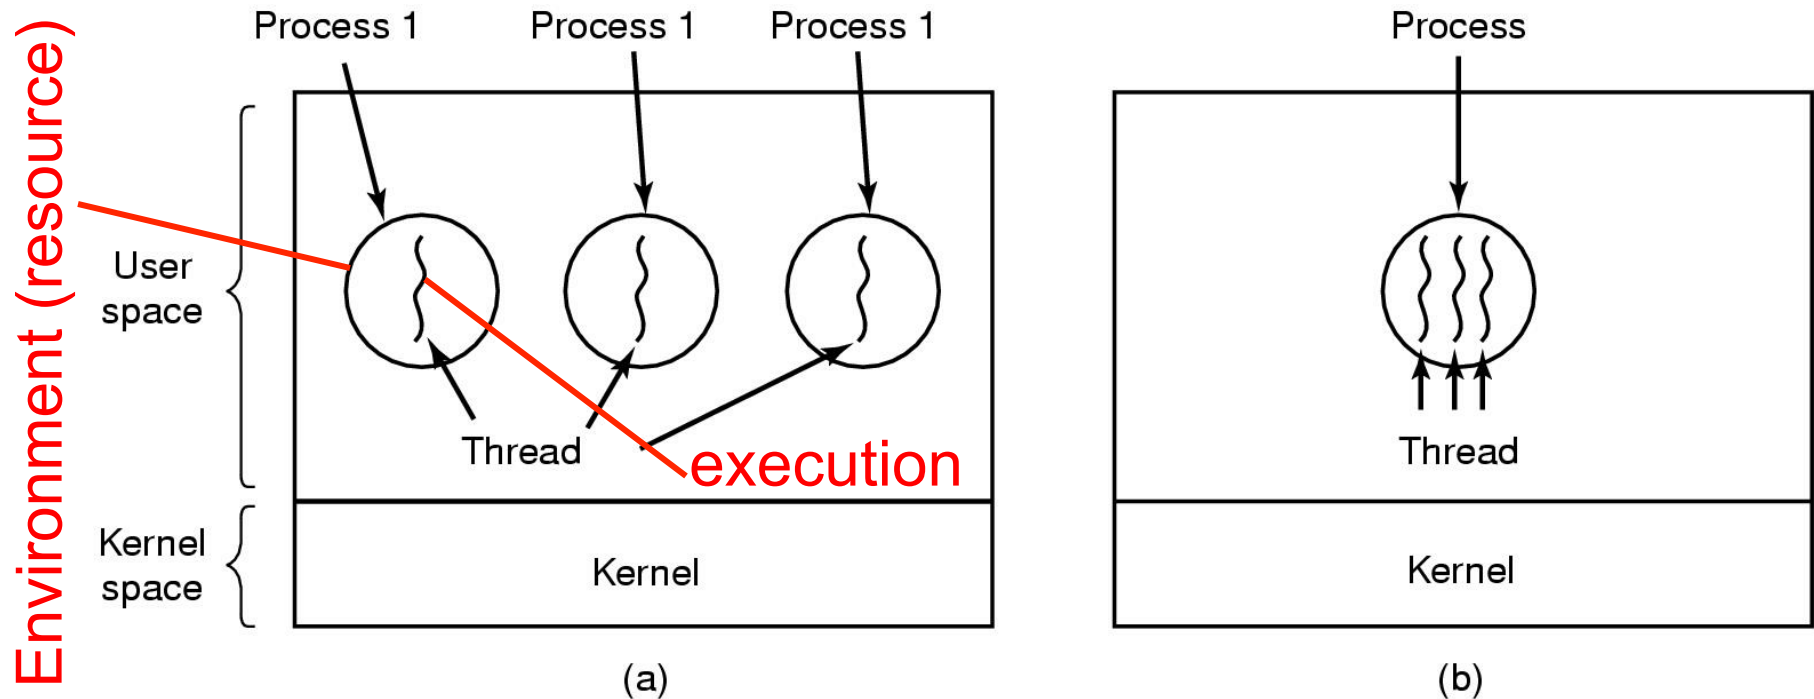 Environment (resource)
Process 1
Process 1
Process 1
Process
User
space
Thread
execution
Thread
Kernel
space
Kernel
Kernel
(a)
(b)